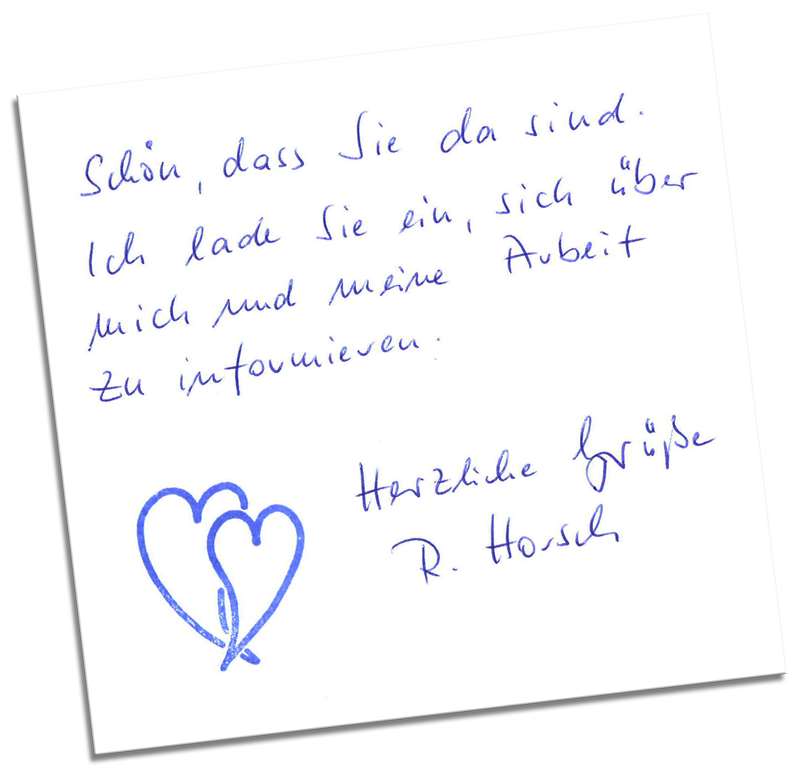 Schön, dass Sie da sind.
Ich lade Sie ein, sich über
mich und meine Arbeit
zu informieren.
Herzliche Grüße
R. Horsch